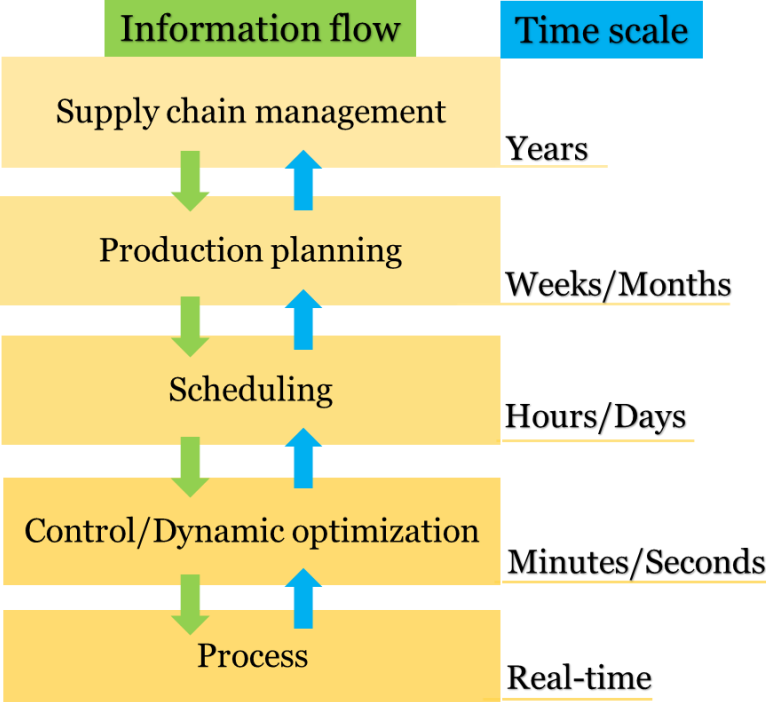 Information flow
Time scale
Supply chain management
Years
Production planning
Weeks/Months
Scheduling
Hours/Days
Control/Dynamic optimization
Minutes/Seconds
Process
Real-time